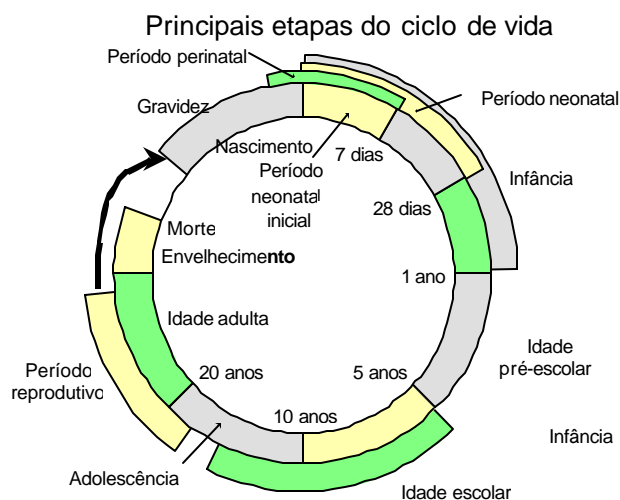 Principais etapas do ciclo de vida
Período perinatal
Gravidez
Período neonatal
Nascimento
Período
neonatal
inicial
7 dias
Infância
28 dias
Morte
Envelhecimento
1 ano
Idade adulta
Idade
pré-escolar
Período
reprodutivo
20 anos
5 anos
10 anos
Infância
Adolescência
Idade escolar